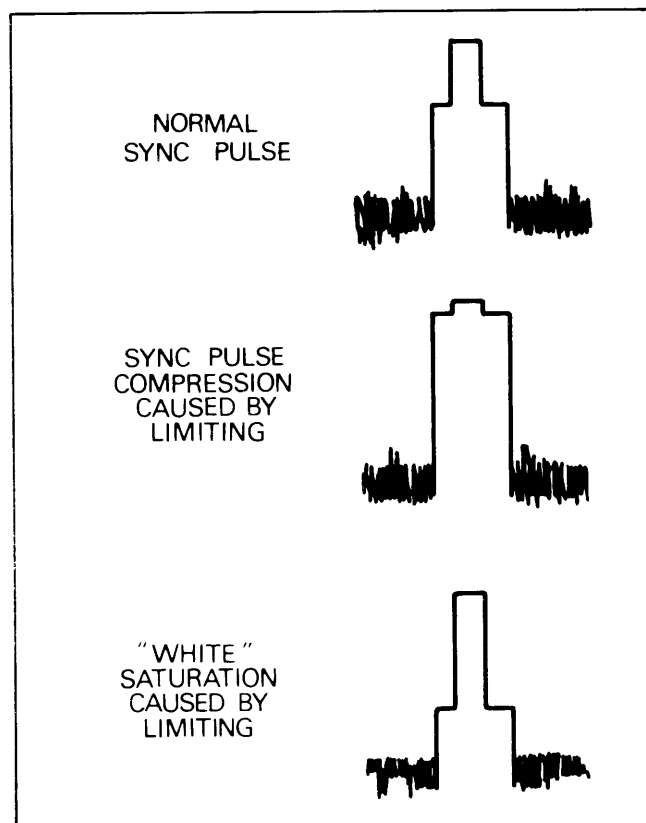 NORMAL
SYNC PULSE
SYNC PULSE
COMPRESSION
CAUSED BY
LIMITING
"WHITE"
SATURATION
CAUSED BY
LIMITING